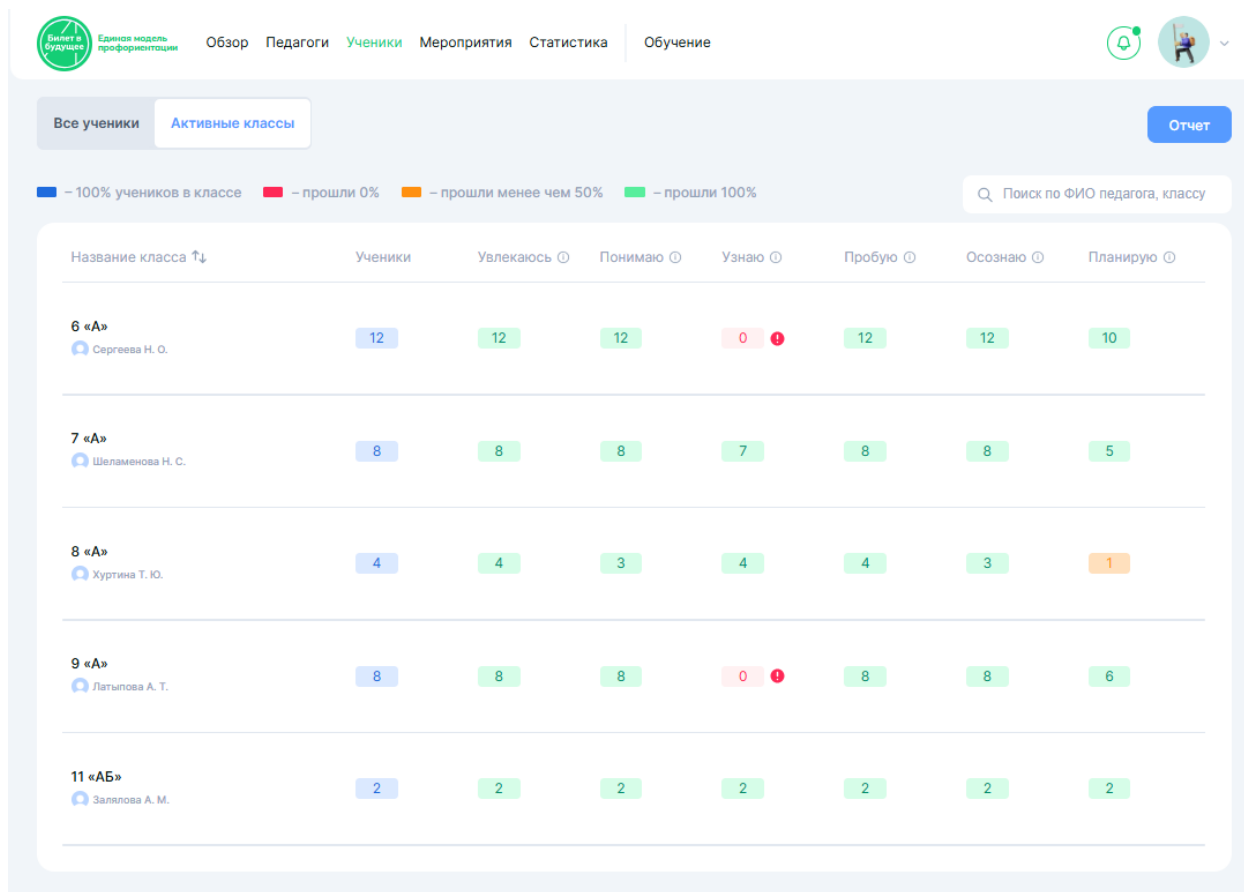 Билет в будущее Единая модель профориентации Обзор Педагоги Ученики Мероприятия Статистика Обучение
Все ученики Активные классы Отчет
– 100% учеников в классе – прошли 0% – прошли менее чем 50% – прошли 100% Поиск по ФИО педагога, классу
Название класса Ученики Увлекаюсь Понимаю Узнаю Пробую Осознаю Планирую
6 «А»
Сергеева Н. О.
12 12 12 0 12 12 10
7 «А»
Шеламенова Н. С.
8 8 8 7 8 8 5
8 «А»
Хуртина Т. Ю.
4 4 3 4 4 3 1
9 «А»
Латыпова А. Т.
8 8 8 0 8 8 6
11 «АБ»
Залялова А. М.
2 2 2 2 2 2 2